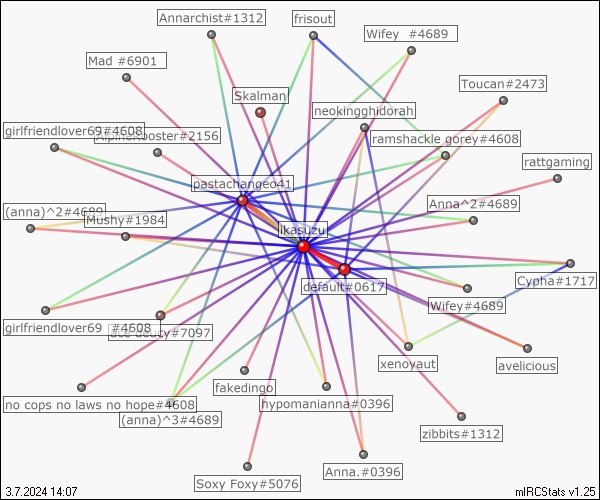 Annarchist#1312
frisout
Wifey #4689
Mad #6901
Toucan#2473
Skalman
neokingghidorah
girlfriendlover69#4608
AlpineRooster#2156
ramshackle gorey#4608
rattgaming
pastachangeo41
(anna)^2#4689
Mushy#1984
Anna^2#4689
ikasuzu
default#0617
Cypha#1717
Wifey#4689
girlfriendlover69 #4608
#7097
xenoyaut
avelicious
fakedingo
no cops no laws no hope#4608
hypomanianna#0396
(anna)^3#4689
zibbits#1312
Anna.#0396
Soxy Foxy#5076
3.7.2024 14:07
mIRCStats v1.25